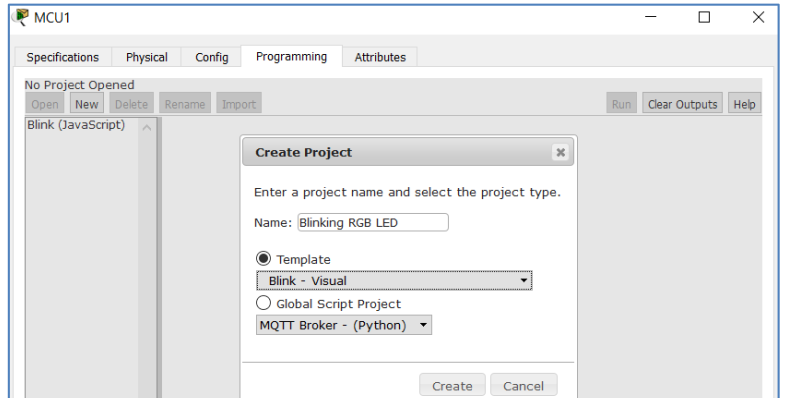 MCU1
Specifications Physical Config Programming Attributes
No Project Opened
Open New Delete Rename Import Run Clear Outputs Help
Blink (JavaScript)
Create Project
Enter a project name and select the project type.
Name: Blinking RGB LED
Template
Blink - Visual
Global Script Project
MQTT Broker - (Python)
Create Cancel